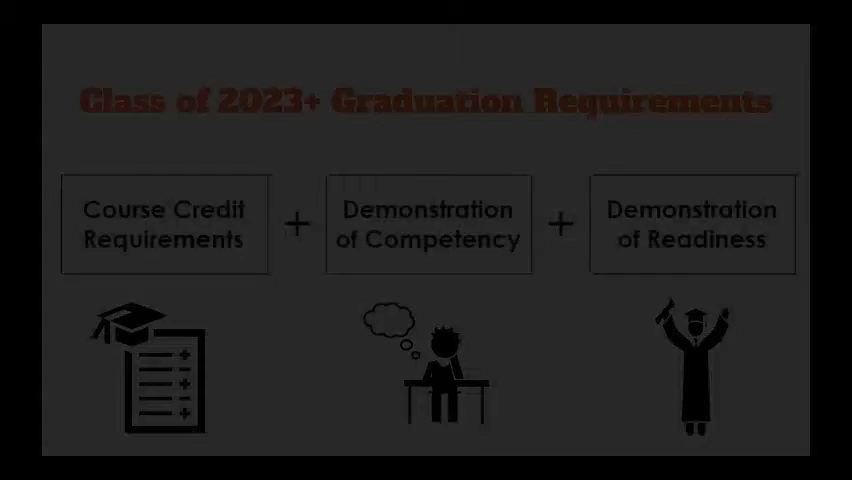 Class of 2023+ Graduation Requirements
Course Credit
Requirements
+
Demonstration
of Competency
+
Demonstration
of Readiness